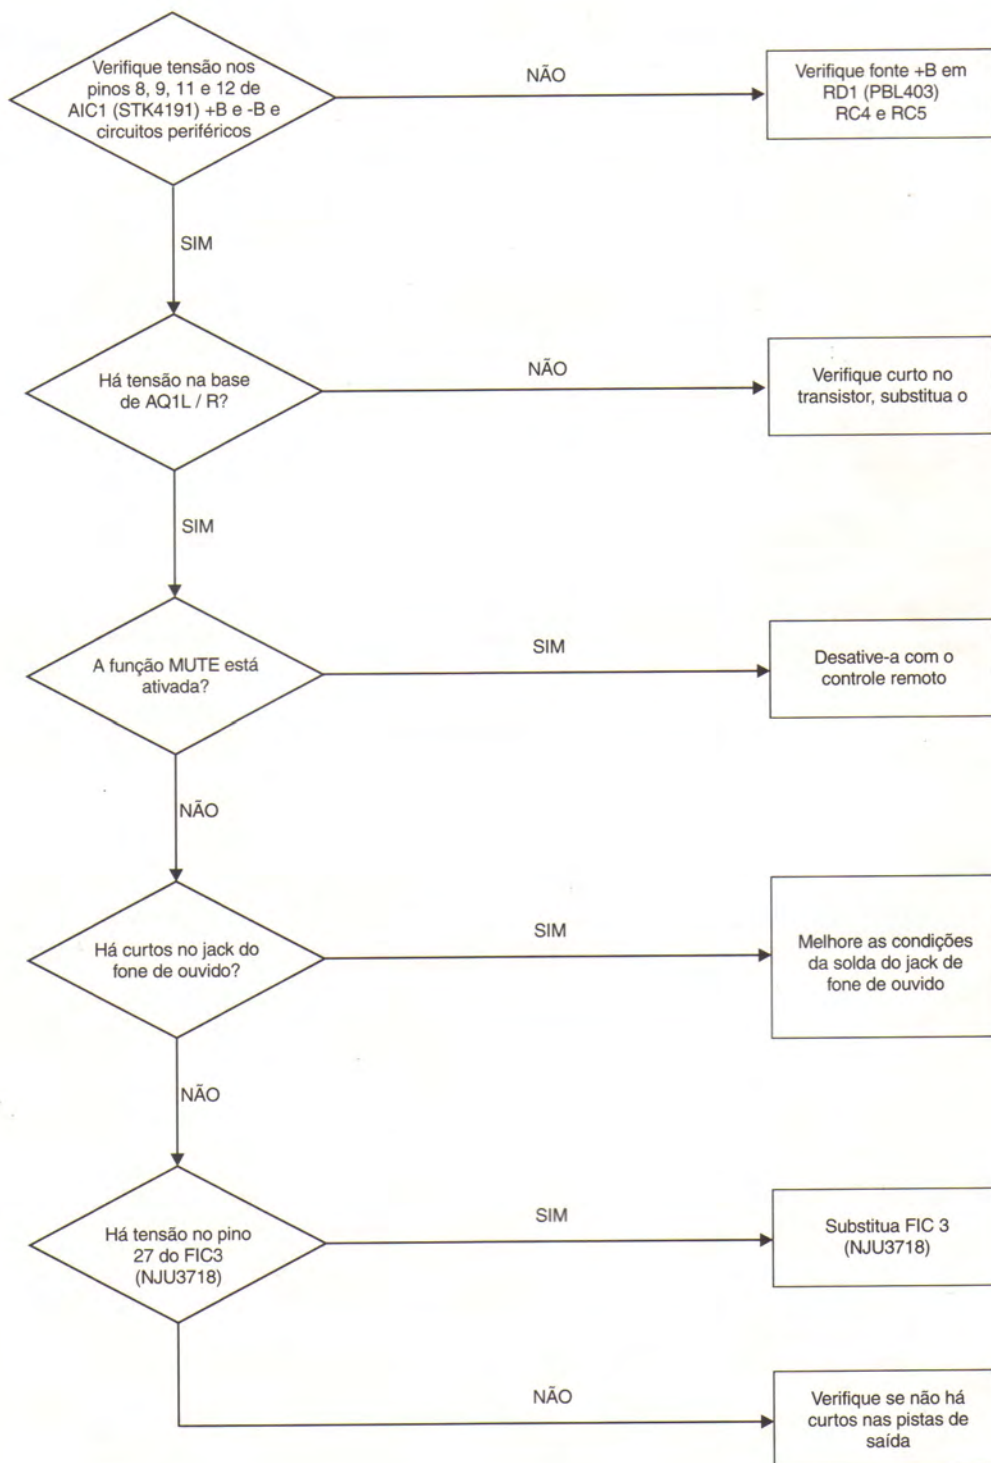 Verifique tensão nos
pinos 8, 9, 11 e 12 de
AIC1 (STK4191) +B e -B e
circuitos periféricos
NÃO
Verifique fonte +B em
RD1 (PBL403)
RC4 e RC5
SIM
Há tensão na base
de AQ1L / R?
NÃO
Verifique curto no
transistor, substitua o
SIM
A função MUTE está
ativada?
SIM
Desative-a com o
controle remoto
NÃO
Há curtos no jack do
fone de ouvido?
SIM
Melhore as condições
da solda do jack de
fone de ouvido
NÃO
Há tensão no pino
27 do FIC3
(NJU3718)
SIM
Substitua FIC 3
(NJU3718)
NÃO
Verifique se não há
curtos nas pistas de
saída